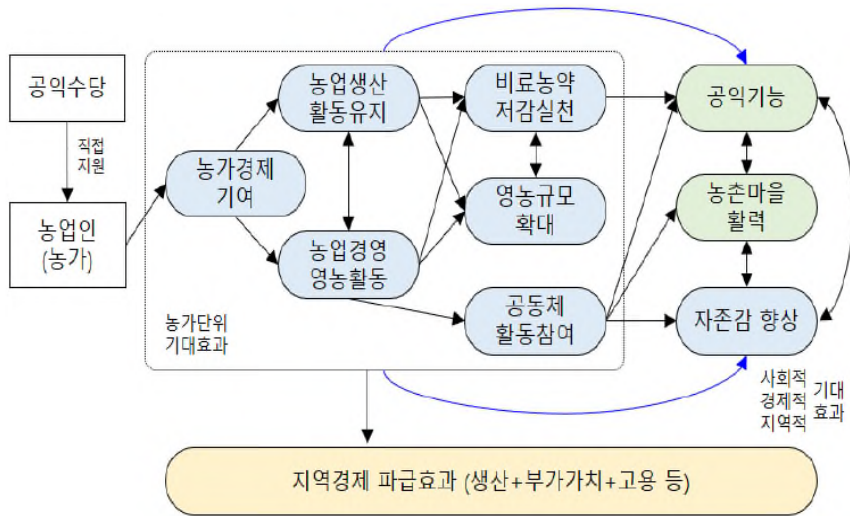 공익수당
직접
지원
농업인
(농가)
농가경제
기여
농업생산
활동유지
농업경영
영농활동
비료농약
저감실천
영농규모
확대
공동체
활동참여
농가단위
기대효과
공익기능
농촌마을
활력
자존감 향상
사회적
경제적
지역적
기대
효과
지역경제 파급효과 (생산+부가가치+고용 등)